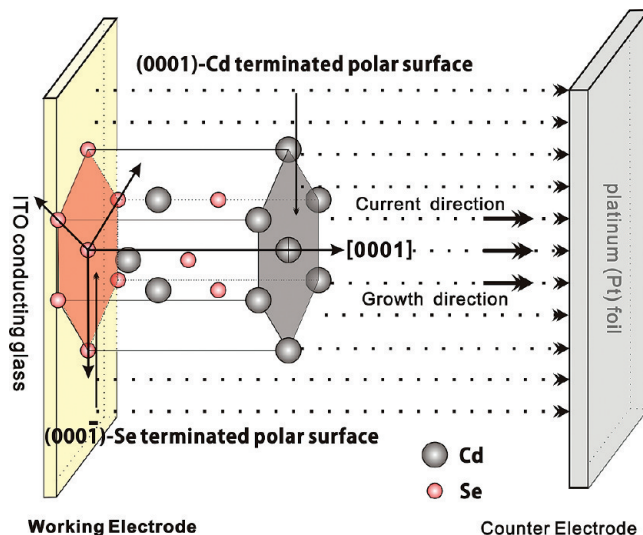 (0001)-Cd terminated polar surface
ITO conducting glass
Current direction
[0001]
Growth direction
platinum (Pt) foil
(0001̄)-Se terminated polar surface
Cd
Se
Working Electrode
Counter Electrode